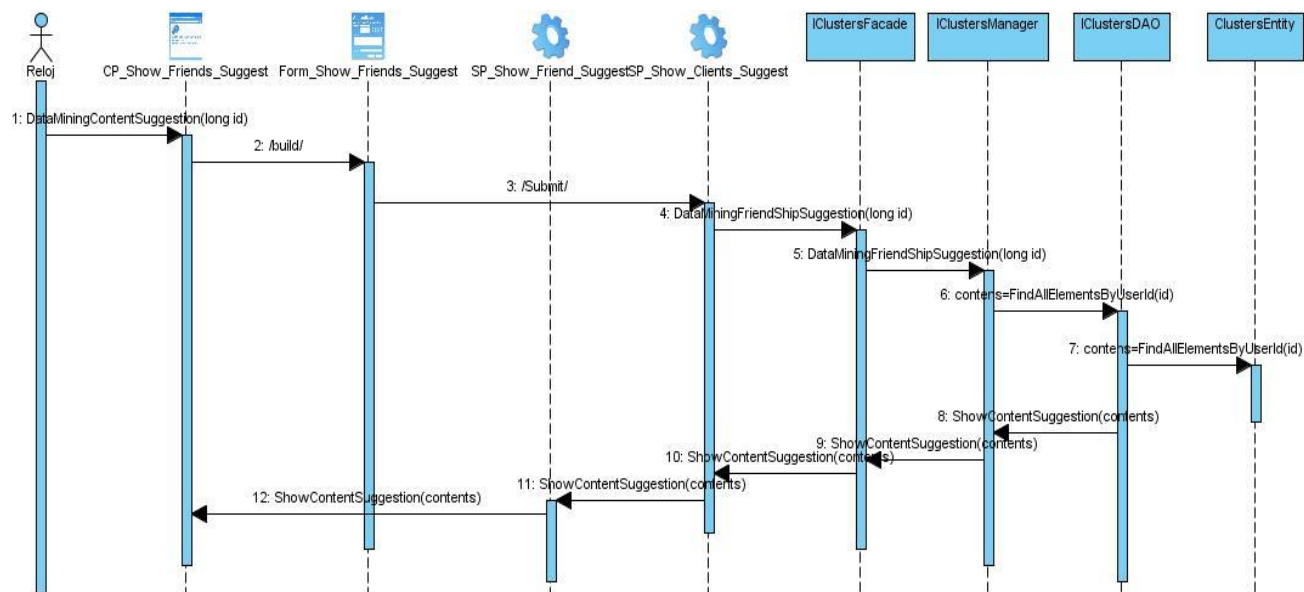 IClustersFacade
IClustersManager
IClustersDAO
ClustersEntity
Reloj
CP_Show_Friends_Suggest
Form_Show_Friends_Suggest
SP_Show_Friend_Suggest
SP_Show_Clients_Suggest
1: DataMiningContentSuggestion(long id)
2: /build/
3: /Submit/
4: DataMiningFriendShipSuggestion(long id)
5: DataMiningFriendShipSuggestion(long id)
6: contens=FindAllElementsByUserId(id)
7: contens=FindAllElementsByUserId(id)
8: ShowContentSuggestion(contents)
9: ShowContentSuggestion(contents)
10: ShowContentSuggestion(contents)
11: ShowContentSuggestion(contents)
12: ShowContentSuggestion(contents)